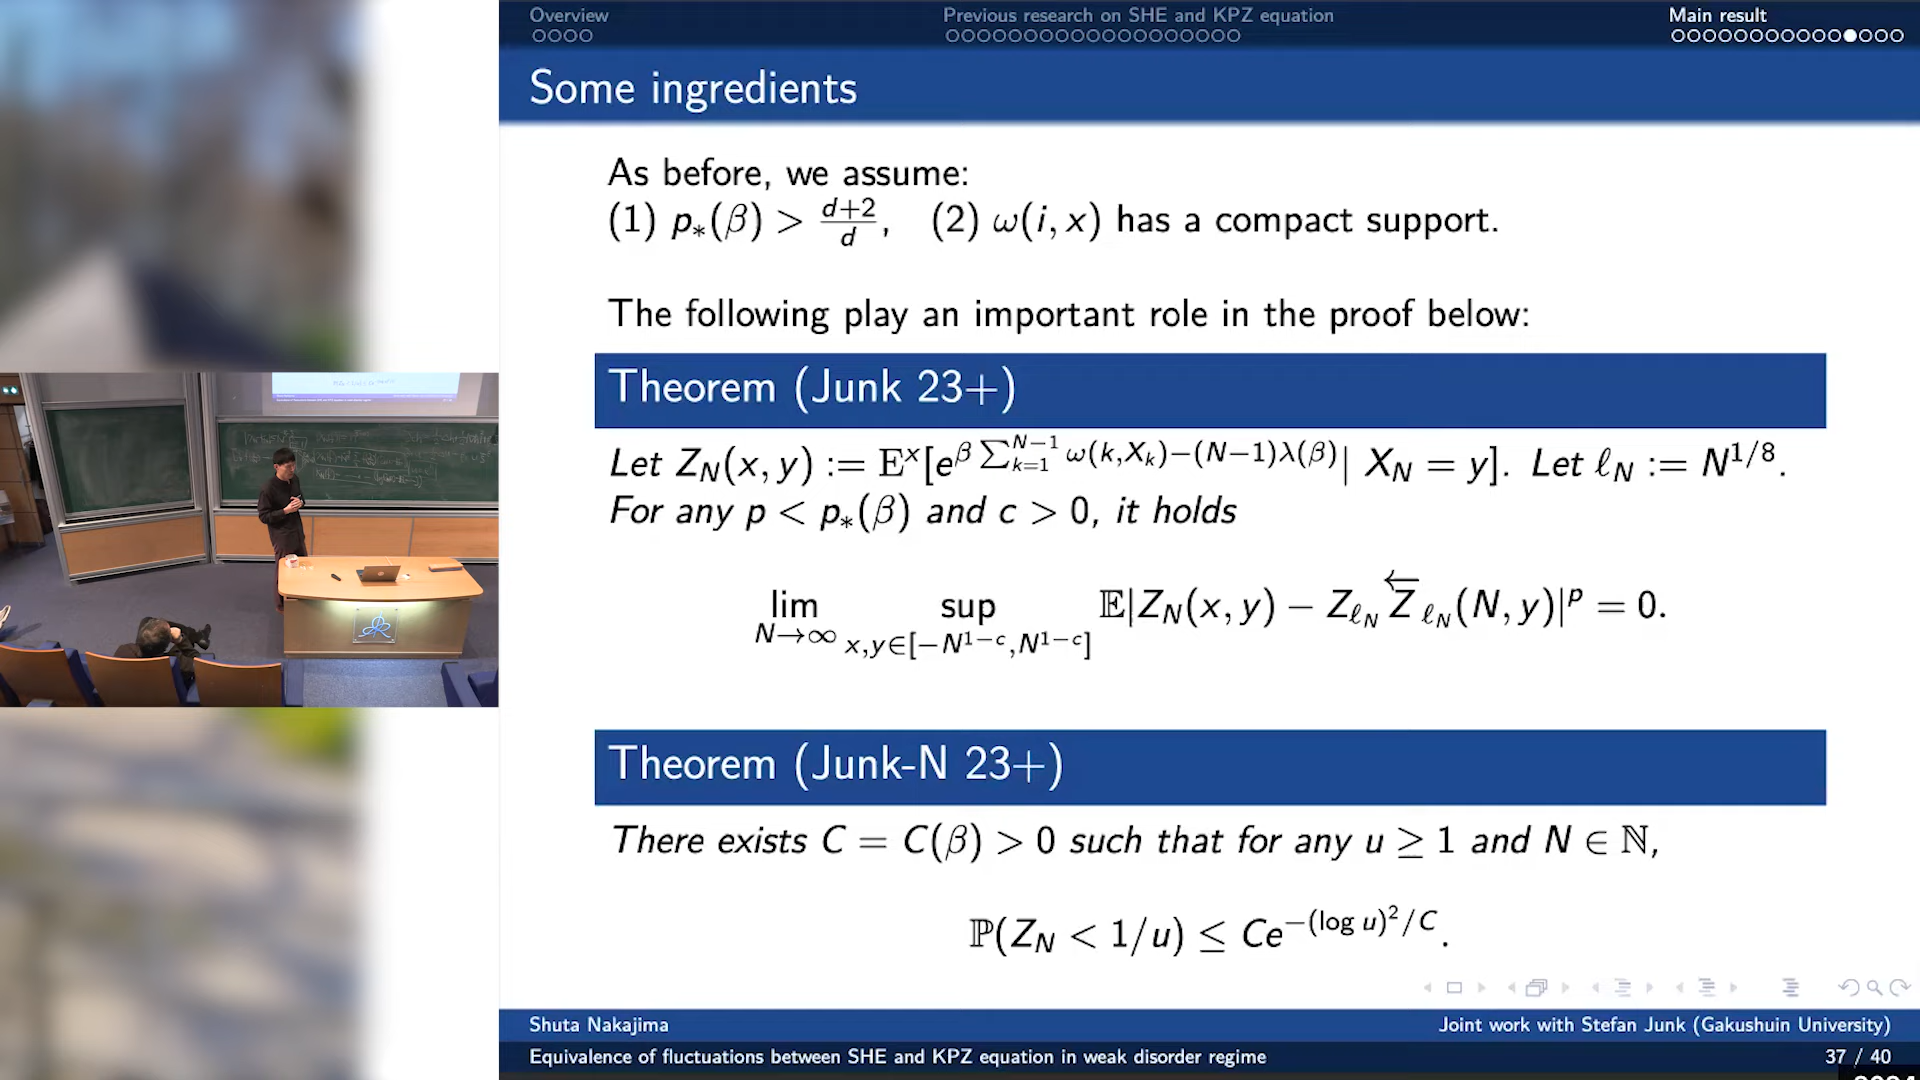 Overview
Previous research on SHE and KPZ equation
Main result
Some ingredients
As before, we assume:
(1) p_*(β) > \frac{d+2}{d}, (2) ω(i, x) has a compact support.
The following play an important role in the proof below:
Theorem (Junk 23+)
Let Z_N(x, y) := E^x[e^{β ∑_{k=1}^{N−1} ω(k,X_k)−(N−1)λ(β)}| X_N = y]. Let ℓ_N := N^{1/8}.
For any p < p_*(β) and c > 0, it holds
lim_{N→∞} sup_{x,y∈[−N^{1−c},N^{1−c}]} 𝔼|Z_N(x, y) − Z_{ℓ_N} \overleftarrow{Z}_{ℓ_N}(N, y)|^p = 0.
Theorem (Junk-N 23+)
There exists C = C(β) > 0 such that for any u ≥ 1 and N ∈ ℕ,
ℙ(Z_N < 1/u) ≤ Ce^{−(log u)^2/C}.
Shuta Nakajima
Joint work with Stefan Junk (Gakushuin University)
Equivalence of fluctuations between SHE and KPZ equation in weak disorder regime
37 / 40